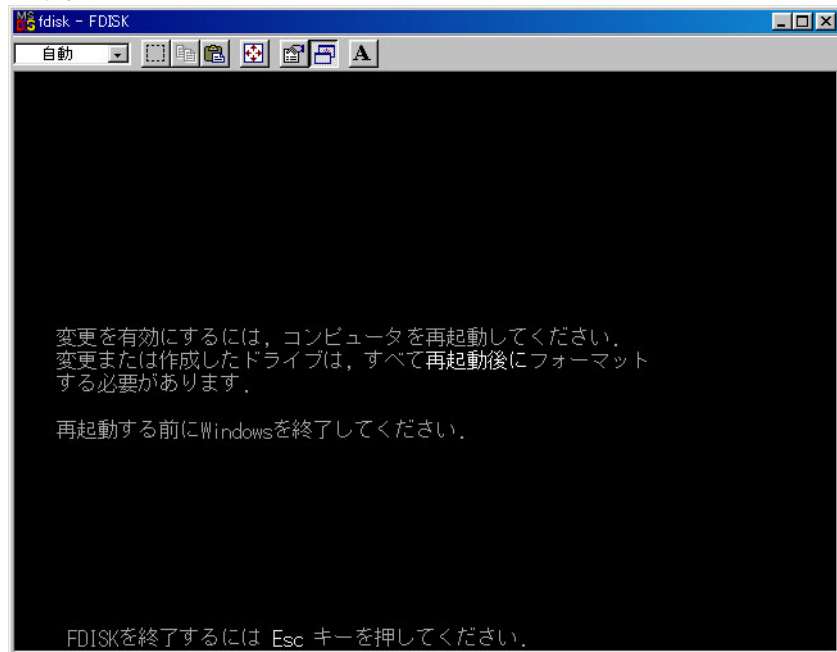 fdisk - FDISK
自動
A
変更を有効にするには，コンピュータを再起動してください．
変更または作成したドライブは，すべて再起動後にフォーマット
する必要があります．
再起動する前にWindowsを終了してください．
FDISKを終了するには Esc キーを押してください．